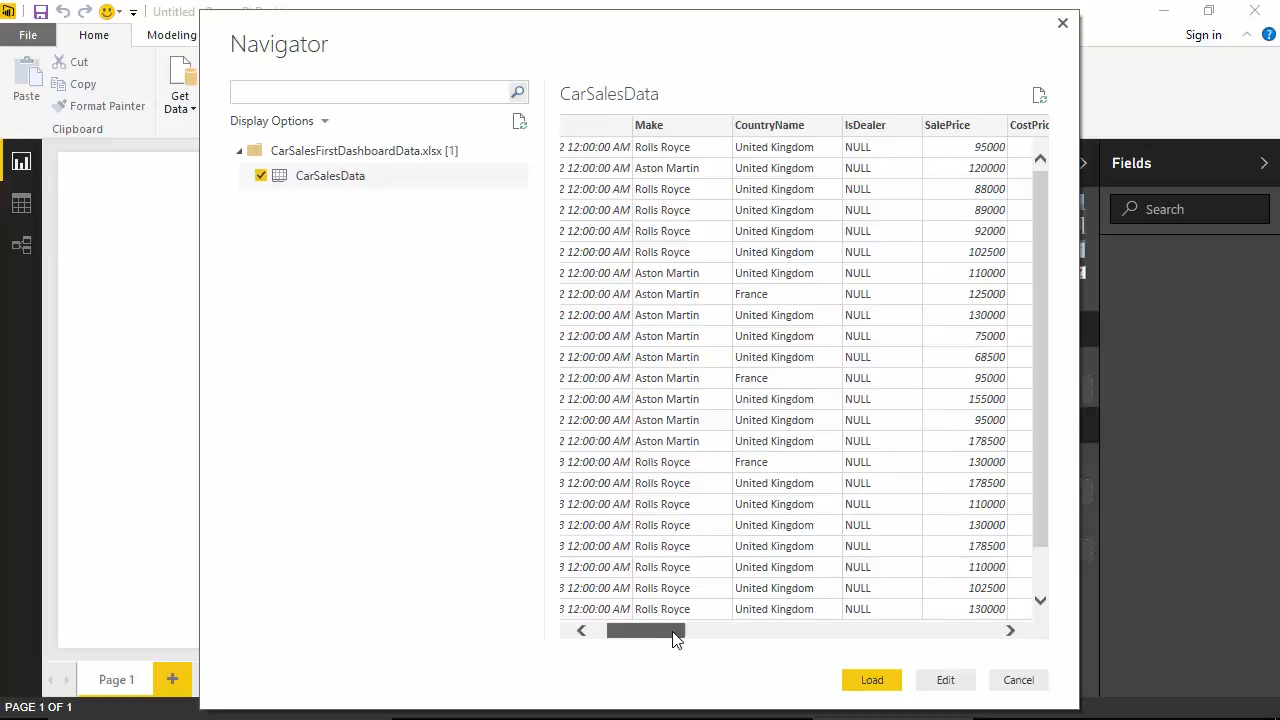 Untitled
File Home Modeling Sign in
Paste
Cut
Copy
Format Painter
Get
Data
Clipboard
Navigator
Display Options
CarSalesFirstDashboardData.xlsx [1]
CarSalesData
CarSalesData
Make CountryName IsDealer SalePrice CostPric
2 12:00:00 AM Rolls Royce United Kingdom NULL 95000
2 12:00:00 AM Aston Martin United Kingdom NULL 120000
2 12:00:00 AM Rolls Royce United Kingdom NULL 88000
2 12:00:00 AM Rolls Royce United Kingdom NULL 89000
2 12:00:00 AM Rolls Royce United Kingdom NULL 92000
2 12:00:00 AM Rolls Royce United Kingdom NULL 102500
2 12:00:00 AM Aston Martin United Kingdom NULL 110000
2 12:00:00 AM Aston Martin France NULL 125000
2 12:00:00 AM Aston Martin United Kingdom NULL 130000
2 12:00:00 AM Aston Martin United Kingdom NULL 75000
2 12:00:00 AM Aston Martin United Kingdom NULL 68500
2 12:00:00 AM Aston Martin France NULL 95000
2 12:00:00 AM Aston Martin United Kingdom NULL 155000
2 12:00:00 AM Aston Martin United Kingdom NULL 95000
2 12:00:00 AM Aston Martin United Kingdom NULL 178500
3 12:00:00 AM Rolls Royce France NULL 130000
3 12:00:00 AM Rolls Royce United Kingdom NULL 178500
3 12:00:00 AM Rolls Royce United Kingdom NULL 110000
3 12:00:00 AM Rolls Royce United Kingdom NULL 130000
3 12:00:00 AM Rolls Royce United Kingdom NULL 178500
3 12:00:00 AM Rolls Royce United Kingdom NULL 110000
3 12:00:00 AM Rolls Royce United Kingdom NULL 102500
3 12:00:00 AM Rolls Royce United Kingdom NULL 130000
Load Edit Cancel
Fields
Search
Page 1
PAGE 1 OF 1